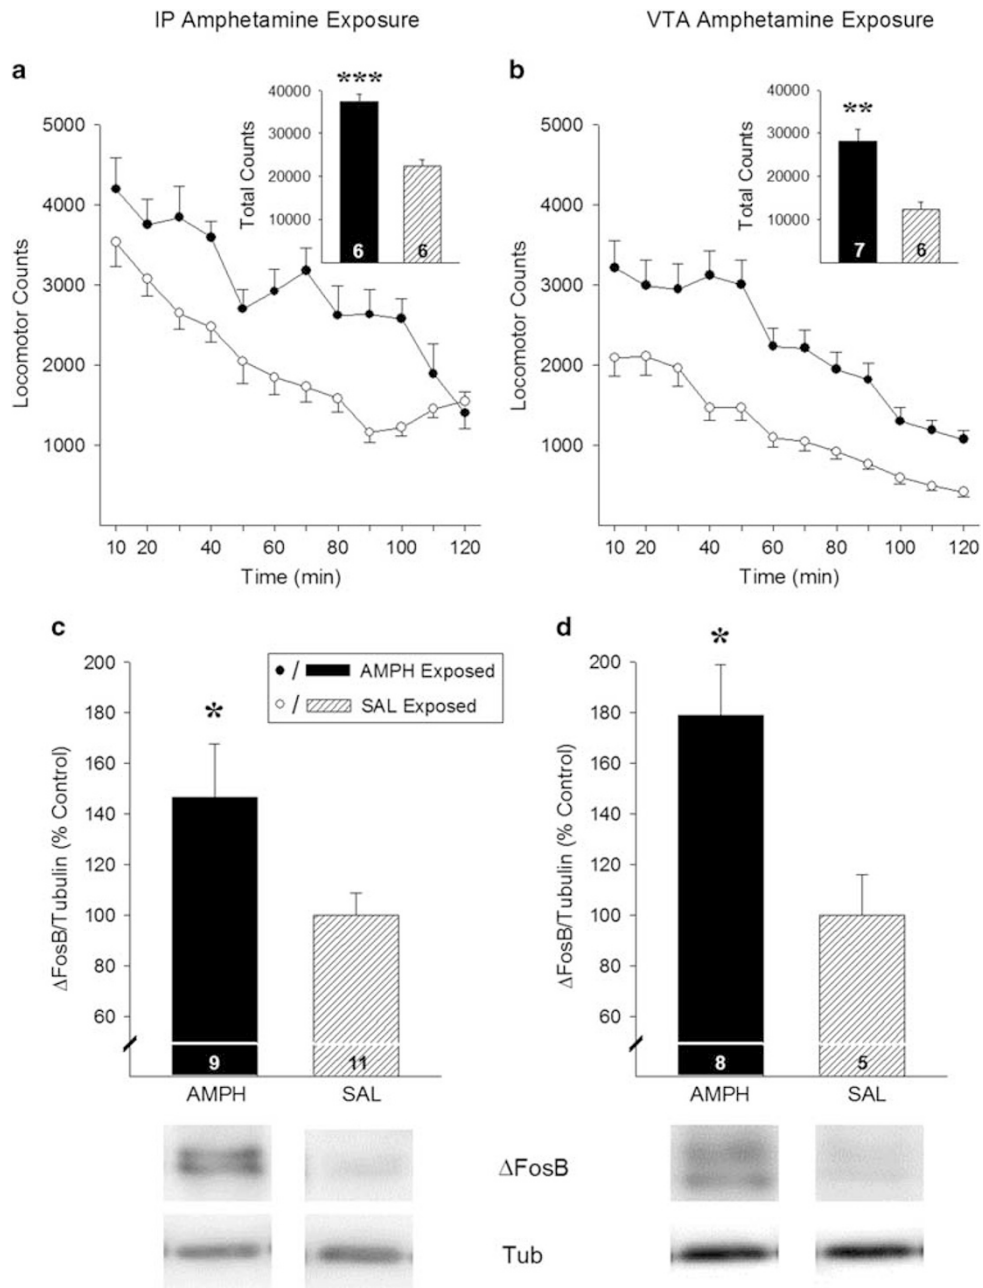 IP Amphetamine Exposure
VTA Amphetamine Exposure
a
5000
4000
3000
2000
1000
Locomotor Counts
10 20 40 60 80 100 120
Time (min)
***
40000
30000
20000
10000
Total Counts
6 6
b
5000
4000
3000
2000
1000
Locomotor Counts
10 20 40 60 80 100 120
Time (min)
**
40000
30000
20000
10000
Total Counts
7 6
c
200
180
160
140
120
100
80
60
ΔFosB/Tubulin (% Control)
*
9 11
AMPH SAL
● / AMPH Exposed
○ / SAL Exposed
d
200
180
160
140
120
100
80
60
ΔFosB/Tubulin (% Control)
*
8 5
AMPH SAL
ΔFosB
Tub